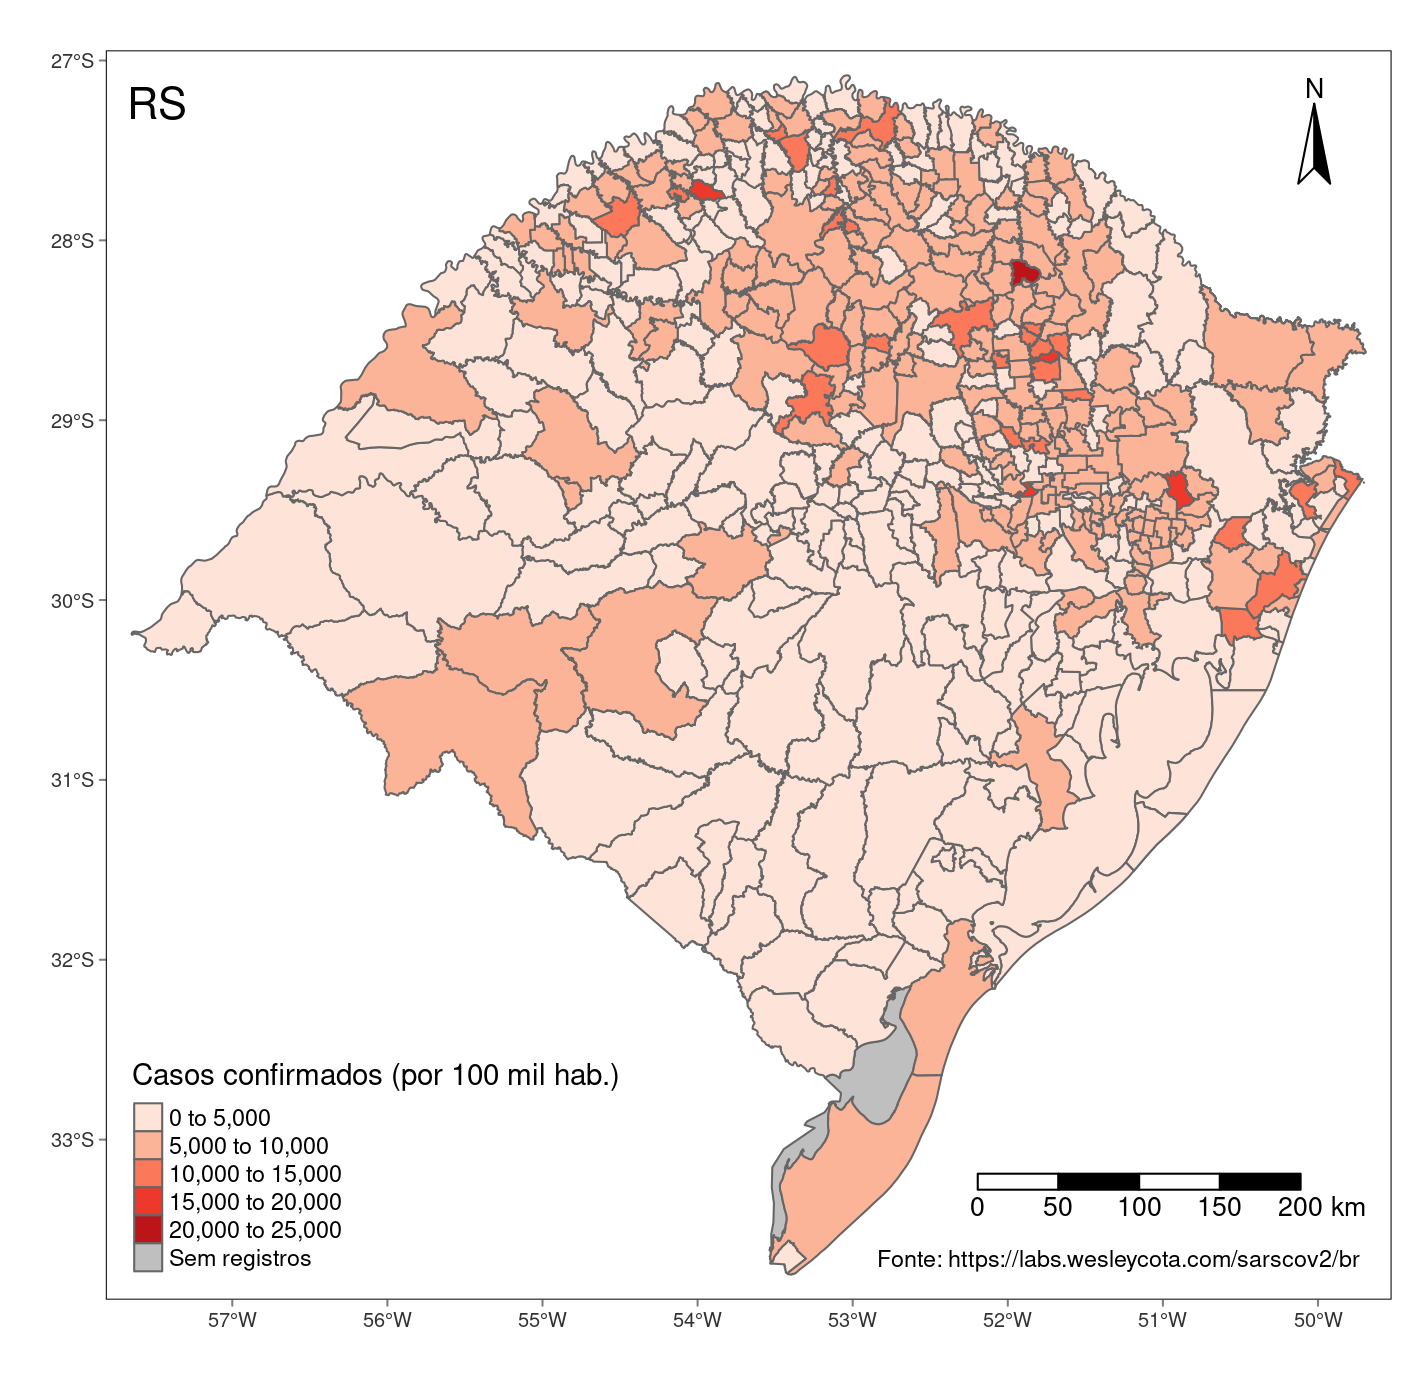 RS
N
27°S
28°S
29°S
30°S
31°S
32°S
33°S
Casos confirmados (por 100 mil hab.)
0 to 5,000
5,000 to 10,000
10,000 to 15,000
15,000 to 20,000
20,000 to 25,000
Sem registros
0 50 100 150 200 km
Fonte: https://labs.wesleycota.com/sarscov2/br
57°W 56°W 55°W 54°W 53°W 52°W 51°W 50°W